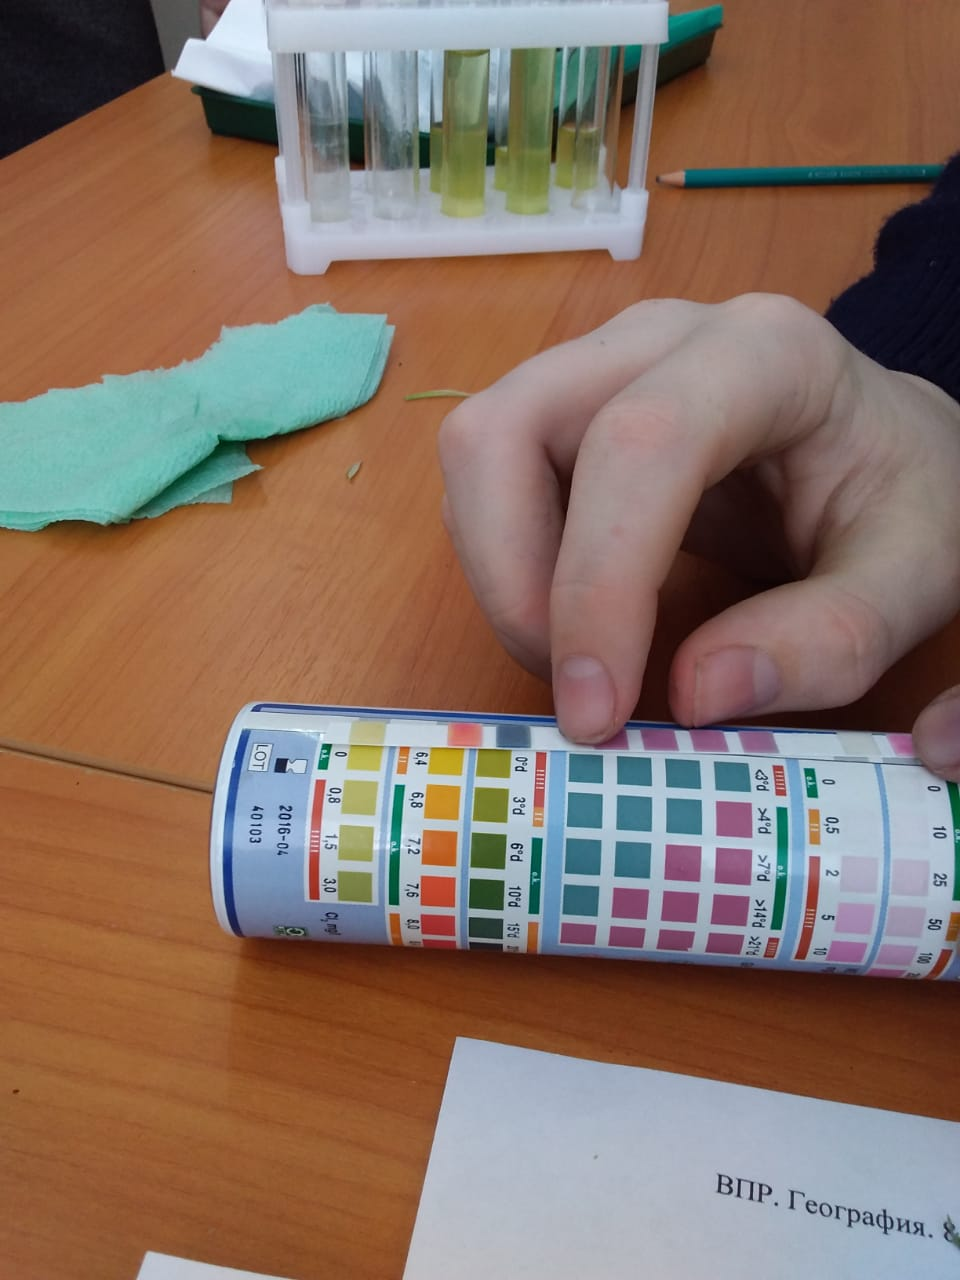 LOT
2016-04
40103
o.k.
0
0,8
1,5
3,0
Cl₂ mg/l
6,4
6,8
7,2
7,6
8,0
o.k.
0°d
3°d
6°d
10°d
15°d
o.k.
<3°d
>4°d
>7°d
>14°d
>21°d
o.k.
0
0,5
2
5
10
o.k.
0
10
25
50
100
o.k.
ВПР. География. 8